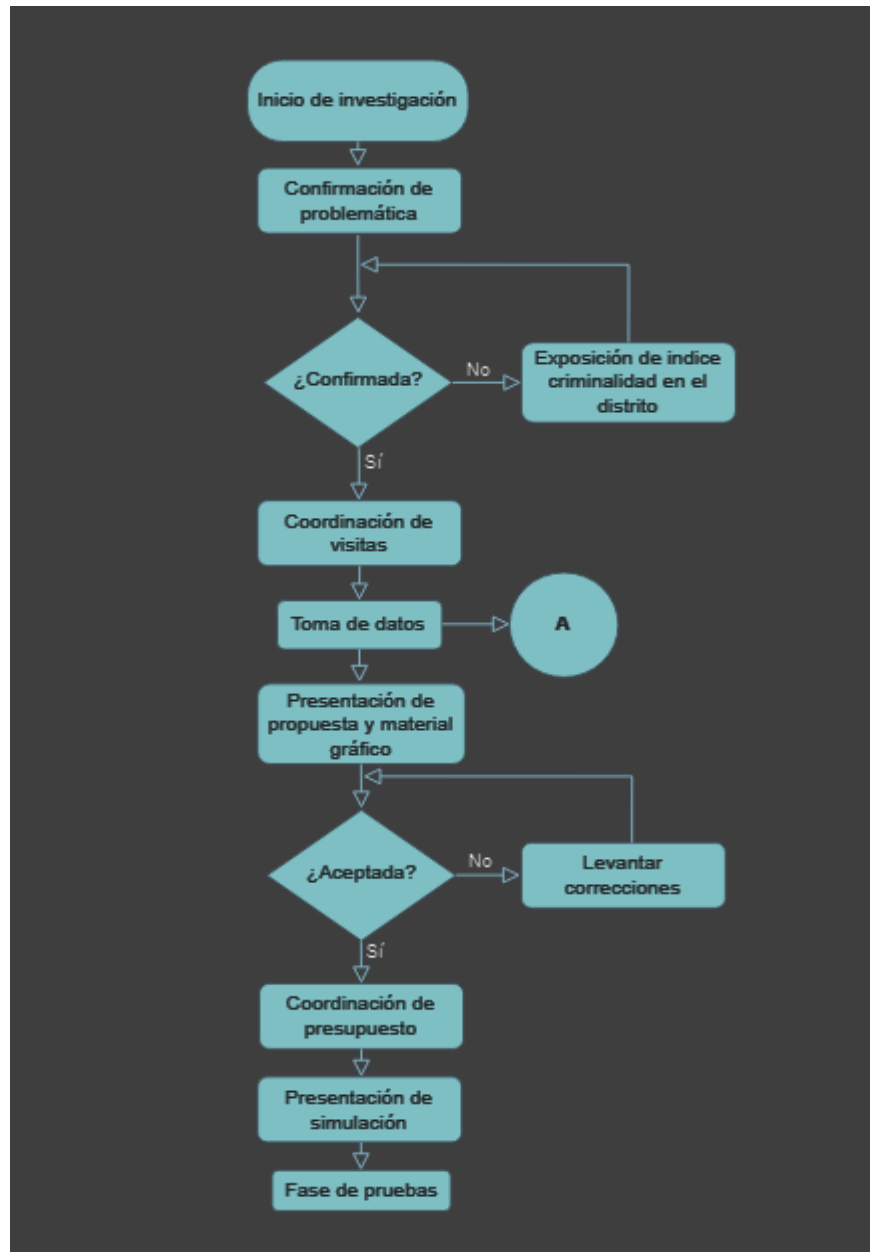 Inicio de investigación
Confirmación de
problemática
¿Confirmada?
No
Exposición de indice
criminalidad en el
distrito
Sí
Coordinación de
visitas
Toma de datos
A
Presentación de
propuesta y material
gráfico
¿Aceptada?
No
Levantar
correcciones
Sí
Coordinación de
presupuesto
Presentación de
simulación
Fase de pruebas